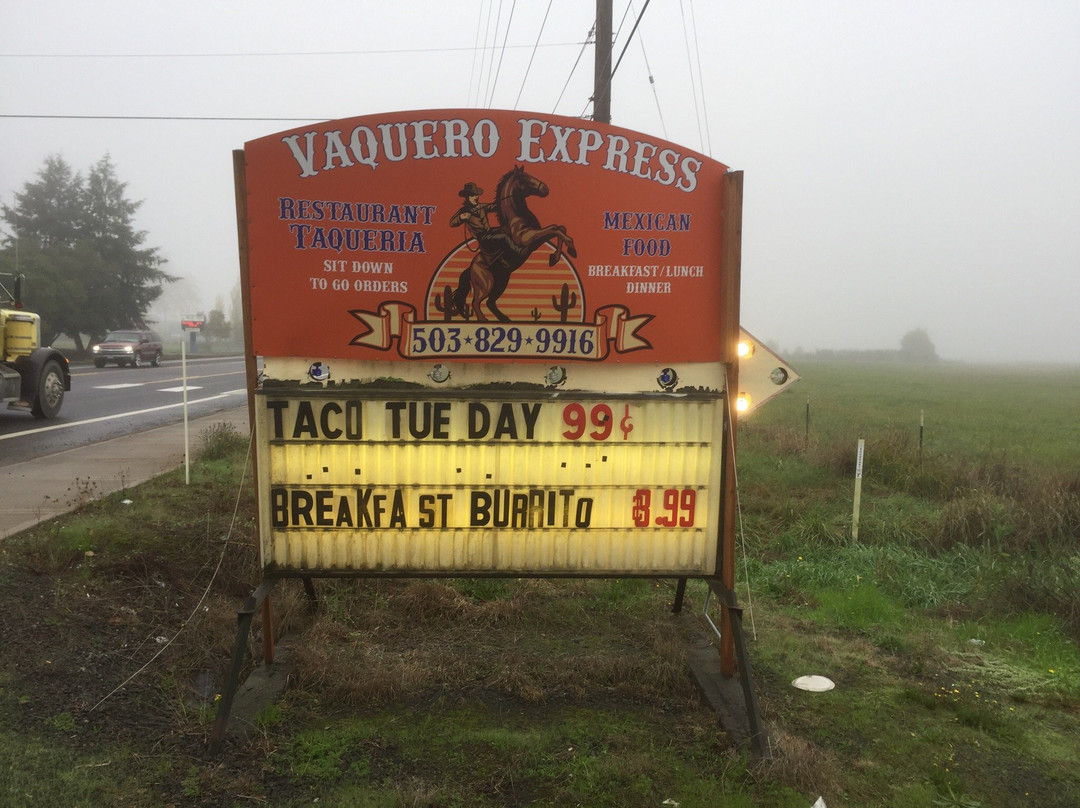 VAQUERO EXPRESS
RESTAURANT
TAQUERIA
SIT DOWN
TO GO ORDERS
MEXICAN
FOOD
BREAKFAST/LUNCH
DINNER
503★829★9916
TACO TUE DAY 99¢
BREAKFA ST BURRITO $3.99